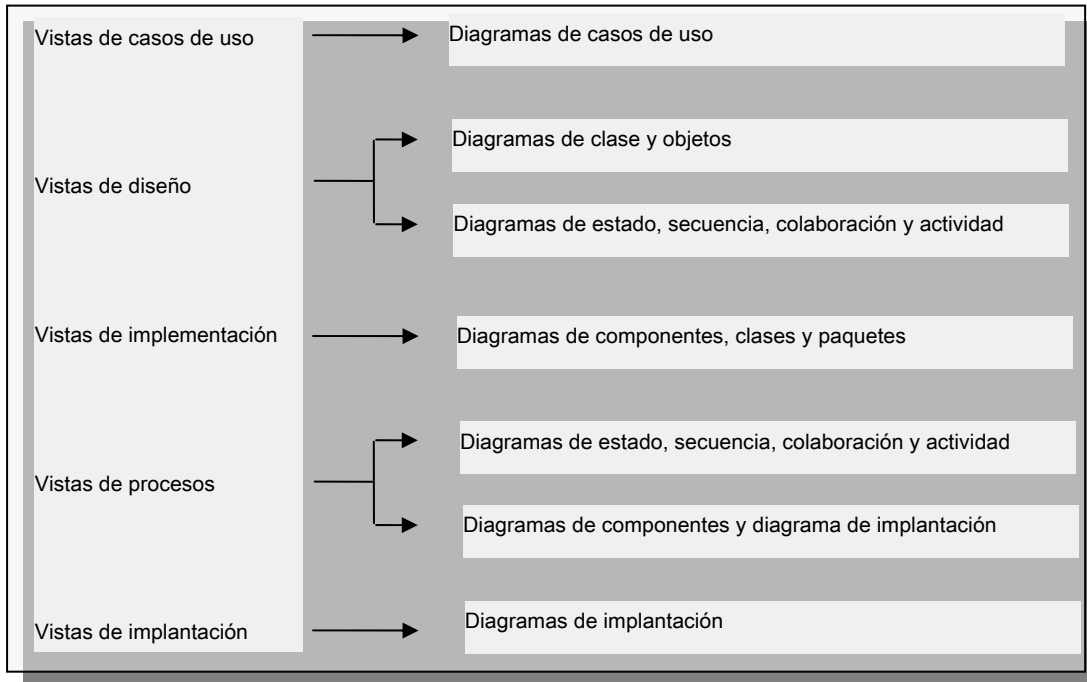 Vistas de casos de uso
Diagramas de casos de uso
Vistas de diseño
Diagramas de clase y objetos
Diagramas de estado, secuencia, colaboración y actividad
Vistas de implementación
Diagramas de componentes, clases y paquetes
Vistas de procesos
Diagramas de estado, secuencia, colaboración y actividad
Diagramas de componentes y diagrama de implantación
Vistas de implantación
Diagramas de implantación